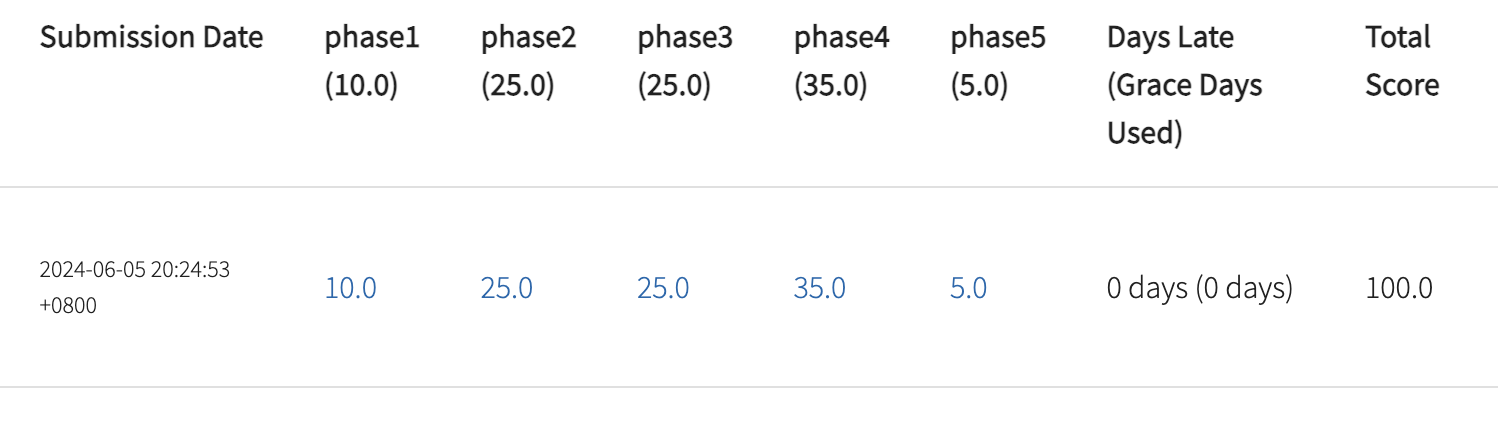 Submission Date phase1 phase2 phase3 phase4 phase5 Days Late Total
(10.0) (25.0) (25.0) (35.0) (5.0) (Grace Days Score
Used)
2024-06-05 20:24:53
+0800
10.0 25.0 25.0 35.0 5.0 0 days (0 days) 100.0